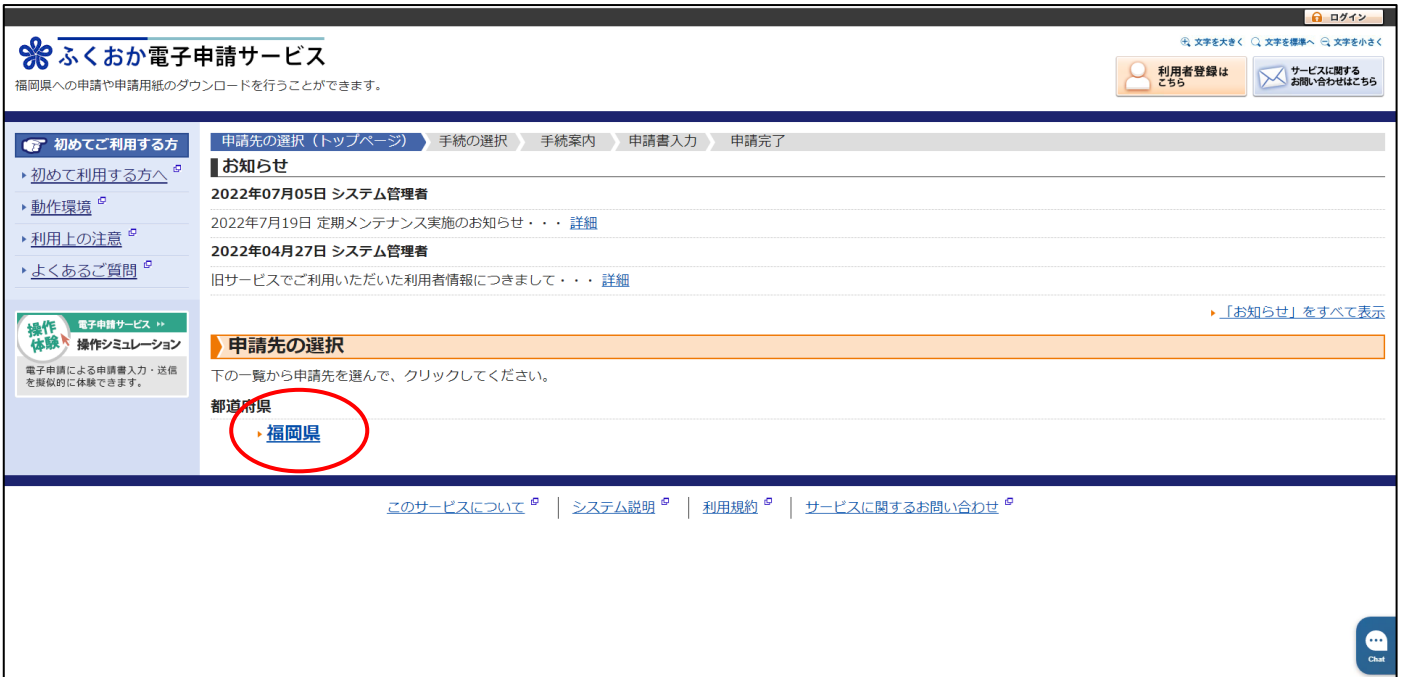 ログイン
ふくおか電子申請サービス
福岡県への申請や申請用紙のダウンロードを行うことができます。
文字を大きく 文字を標準へ 文字を小さく
利用者登録は
こちら
サービスに関する
お問い合わせはこちら
初めてご利用する方
初めて利用する方へ
動作環境
利用上の注意
よくあるご質問
操作
体験
電子申請サービス
操作シミュレーション
電子申請による申請書入力・送信
を擬似的に体験できます。
申請先の選択（トップページ） 手続の選択 手続案内 申請書入力 申請完了
お知らせ
2022年07月05日 システム管理者
2022年7月19日 定期メンテナンス実施のお知らせ・・・ 詳細
2022年04月27日 システム管理者
旧サービスでご利用いただいた利用者情報につきまして・・・ 詳細
「お知らせ」をすべて表示
申請先の選択
下の一覧から申請先を選んで、クリックしてください。
都道府県
福岡県
このサービスについて システム説明 利用規約 サービスに関するお問い合わせ
Chat